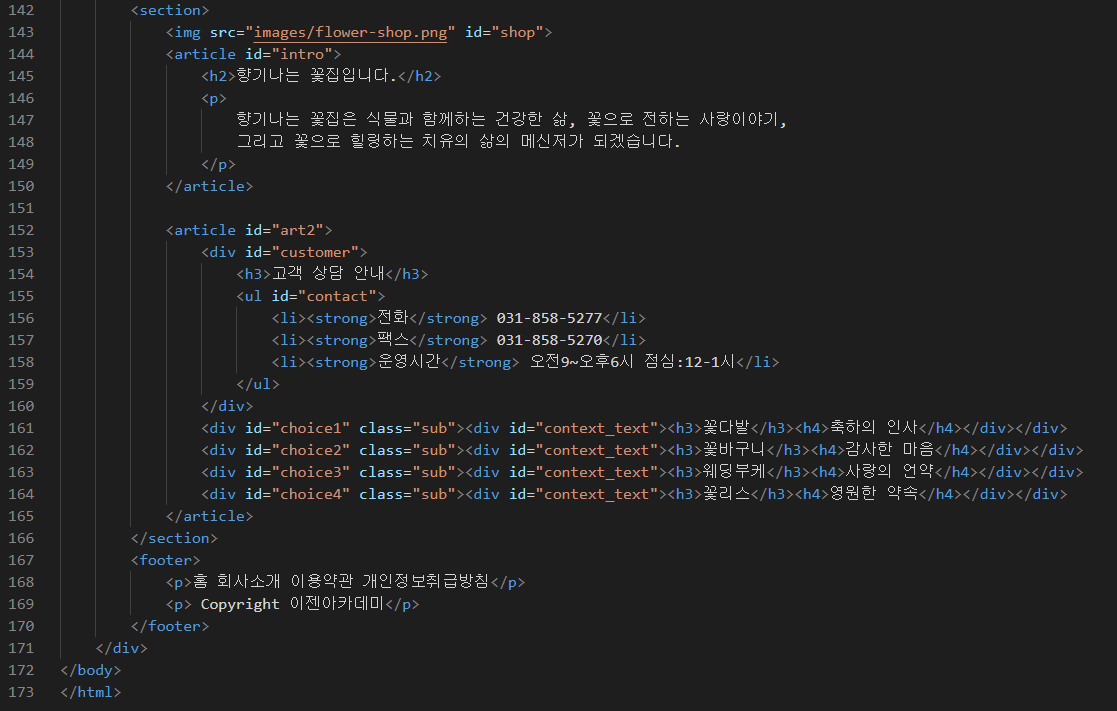 142 <section>
143 <img src="images/flower-shop.png" id="shop">
144 <article id="intro">
145 <h2>향기나는 꽃집입니다.</h2>
146 <p>
147 향기나는 꽃집은 식물과 함께하는 건강한 삶, 꽃으로 전하는 사랑이야기,
148 그리고 꽃으로 힐링하는 치유의 삶의 메신저가 되겠습니다.
149 </p>
150 </article>
151
152 <article id="art2">
153 <div id="customer">
154 <h3>고객 상담 안내</h3>
155 <ul id="contact">
156 <li><strong>전화</strong> 031-858-5277</li>
157 <li><strong>팩스</strong> 031-858-5270</li>
158 <li><strong>운영시간</strong> 오전9~오후6시 점심:12-1시</li>
159 </ul>
160 </div>
161 <div id="choice1" class="sub"><div id="context_text"><h3>꽃다발</h3><h4>축하의 인사</h4></div></div>
162 <div id="choice2" class="sub"><div id="context_text"><h3>꽃바구니</h3><h4>감사한 마음</h4></div></div>
163 <div id="choice3" class="sub"><div id="context_text"><h3>웨딩부케</h3><h4>사랑의 언약</h4></div></div>
164 <div id="choice4" class="sub"><div id="context_text"><h3>꽃리스</h3><h4>영원한 약속</h4></div></div>
165 </article>
166 </section>
167 <footer>
168 <p>홈 회사소개 이용약관 개인정보취급방침</p>
169 <p> Copyright 이젠아카데미</p>
170 </footer>
171 </div>
172 </body>
173 </html>